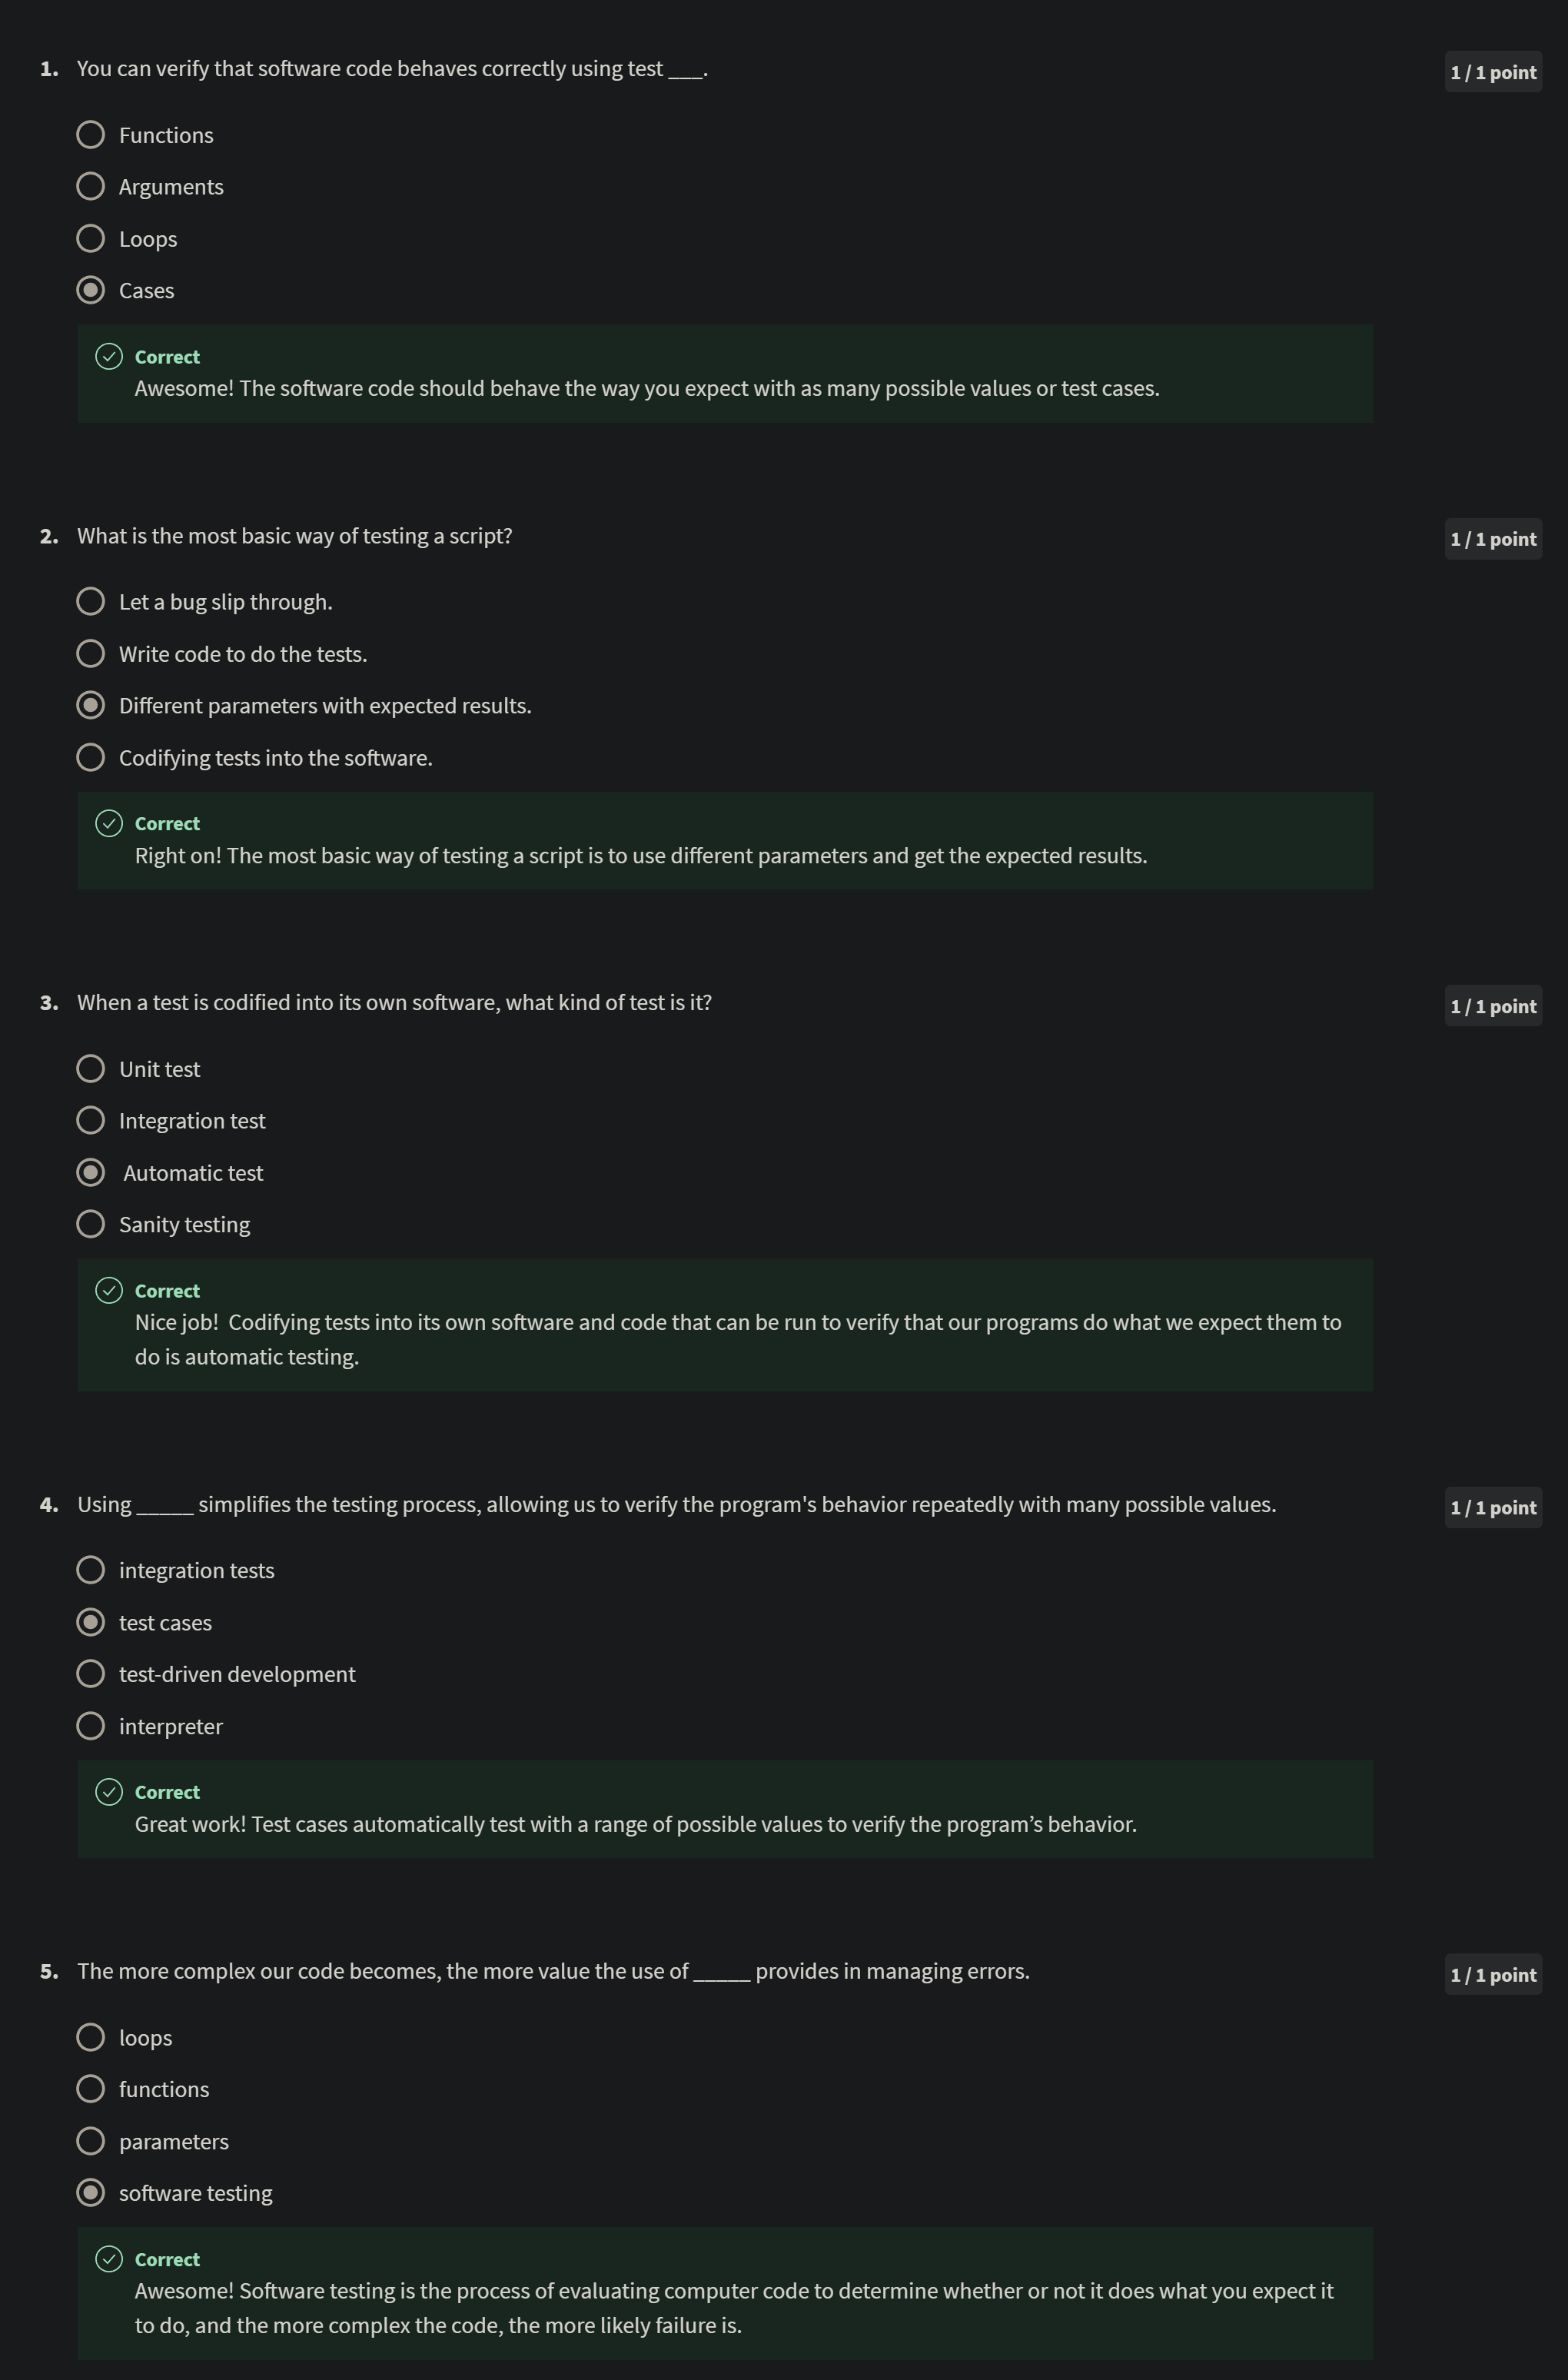 1. You can verify that software code behaves correctly using test ___.
1 / 1 point
Functions
Arguments
Loops
Cases
Correct
Awesome! The software code should behave the way you expect with as many possible values or test cases.
2. What is the most basic way of testing a script?
1 / 1 point
Let a bug slip through.
Write code to do the tests.
Different parameters with expected results.
Codifying tests into the software.
Correct
Right on! The most basic way of testing a script is to use different parameters and get the expected results.
3. When a test is codified into its own software, what kind of test is it?
1 / 1 point
Unit test
Integration test
Automatic test
Sanity testing
Correct
Nice job!  Codifying tests into its own software and code that can be run to verify that our programs do what we expect them to
do is automatic testing.
4. Using _____ simplifies the testing process, allowing us to verify the program's behavior repeatedly with many possible values.
1 / 1 point
integration tests
test cases
test-driven development
interpreter
Correct
Great work! Test cases automatically test with a range of possible values to verify the program’s behavior.
5. The more complex our code becomes, the more value the use of _____ provides in managing errors.
1 / 1 point
loops
functions
parameters
software testing
Correct
Awesome! Software testing is the process of evaluating computer code to determine whether or not it does what you expect it
to do, and the more complex the code, the more likely failure is.